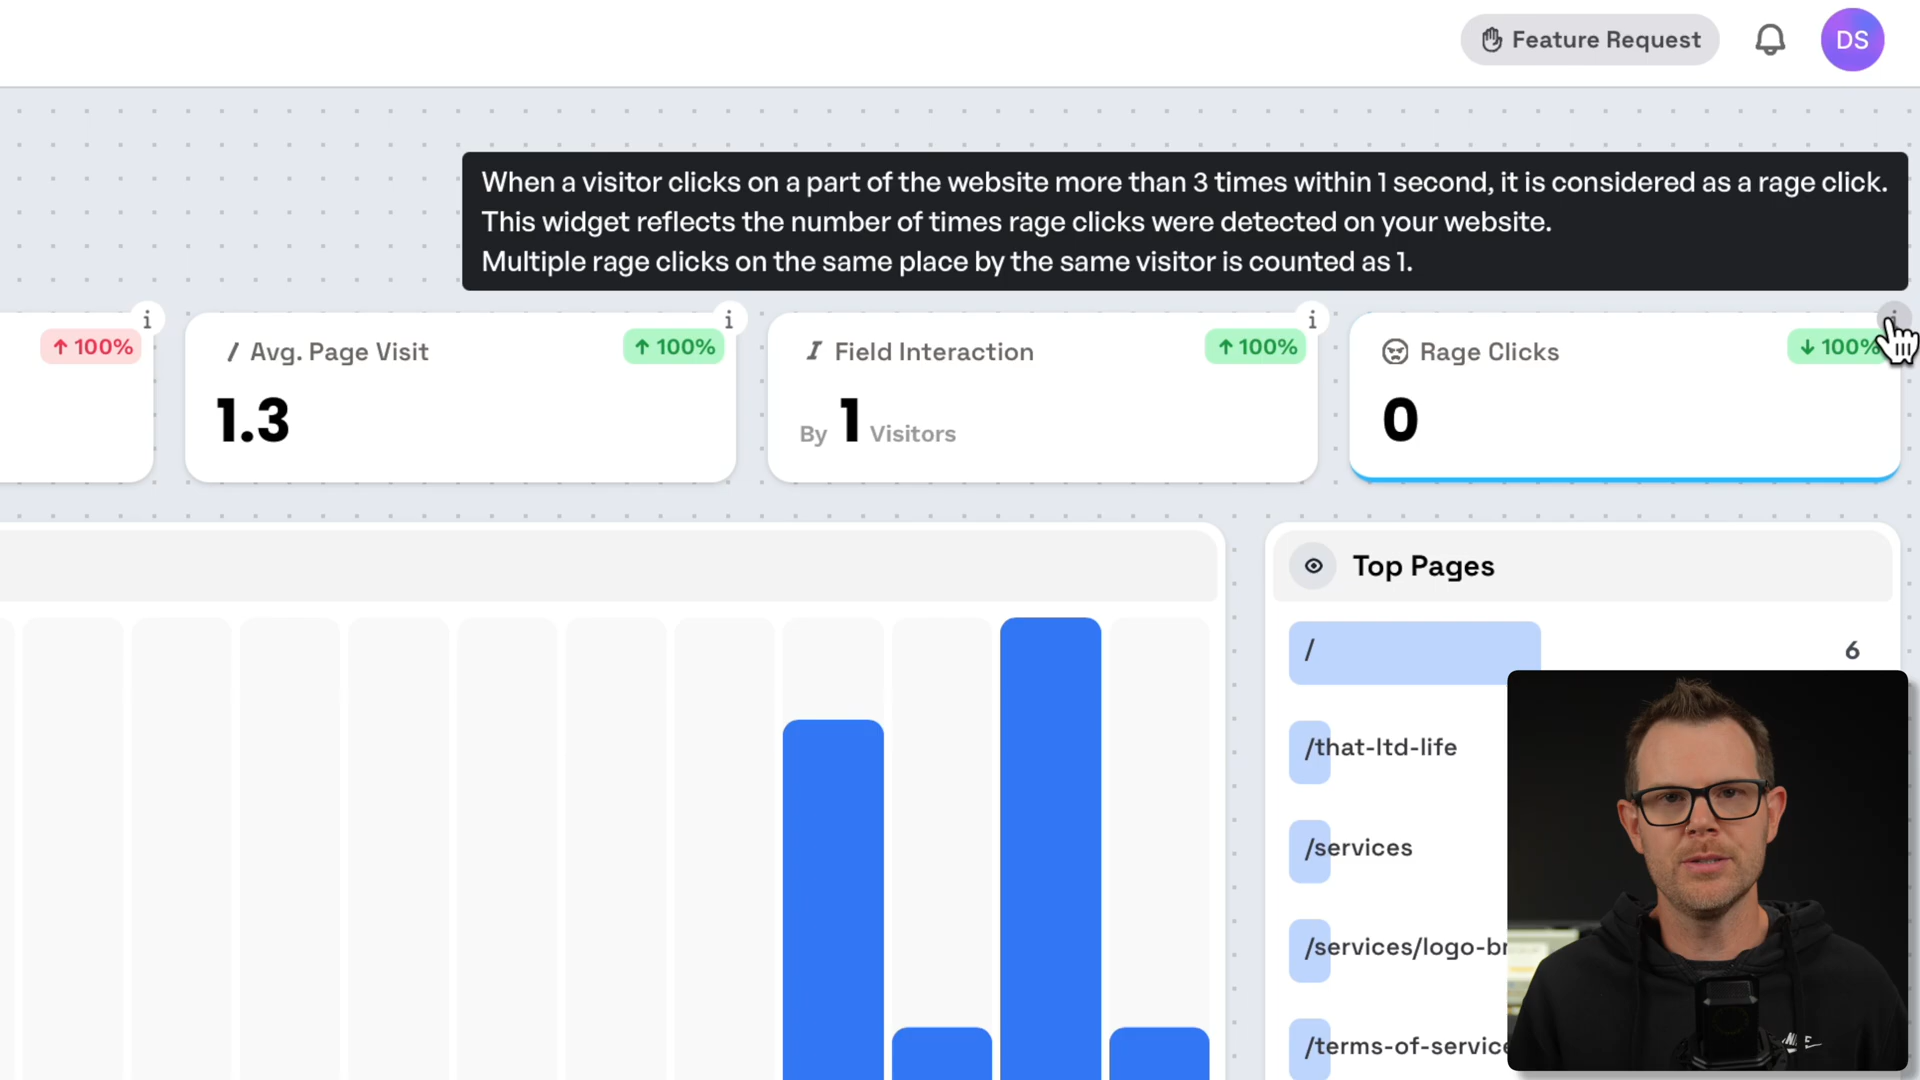 Feature Request
DS
When a visitor clicks on a part of the website more than 3 times within 1 second, it is considered as a rage click.
This widget reflects the number of times rage clicks were detected on your website.
Multiple rage clicks on the same place by the same visitor is counted as 1.
↑ 100%
i
/ Avg. Page Visit
↑ 100%
i
1.3
Field Interaction
↑ 100%
i
By 1 Visitors
Rage Clicks
↓ 100%
0
Top Pages
/
6
/that-ltd-life
/services
/services/logo-br
/terms-of-service